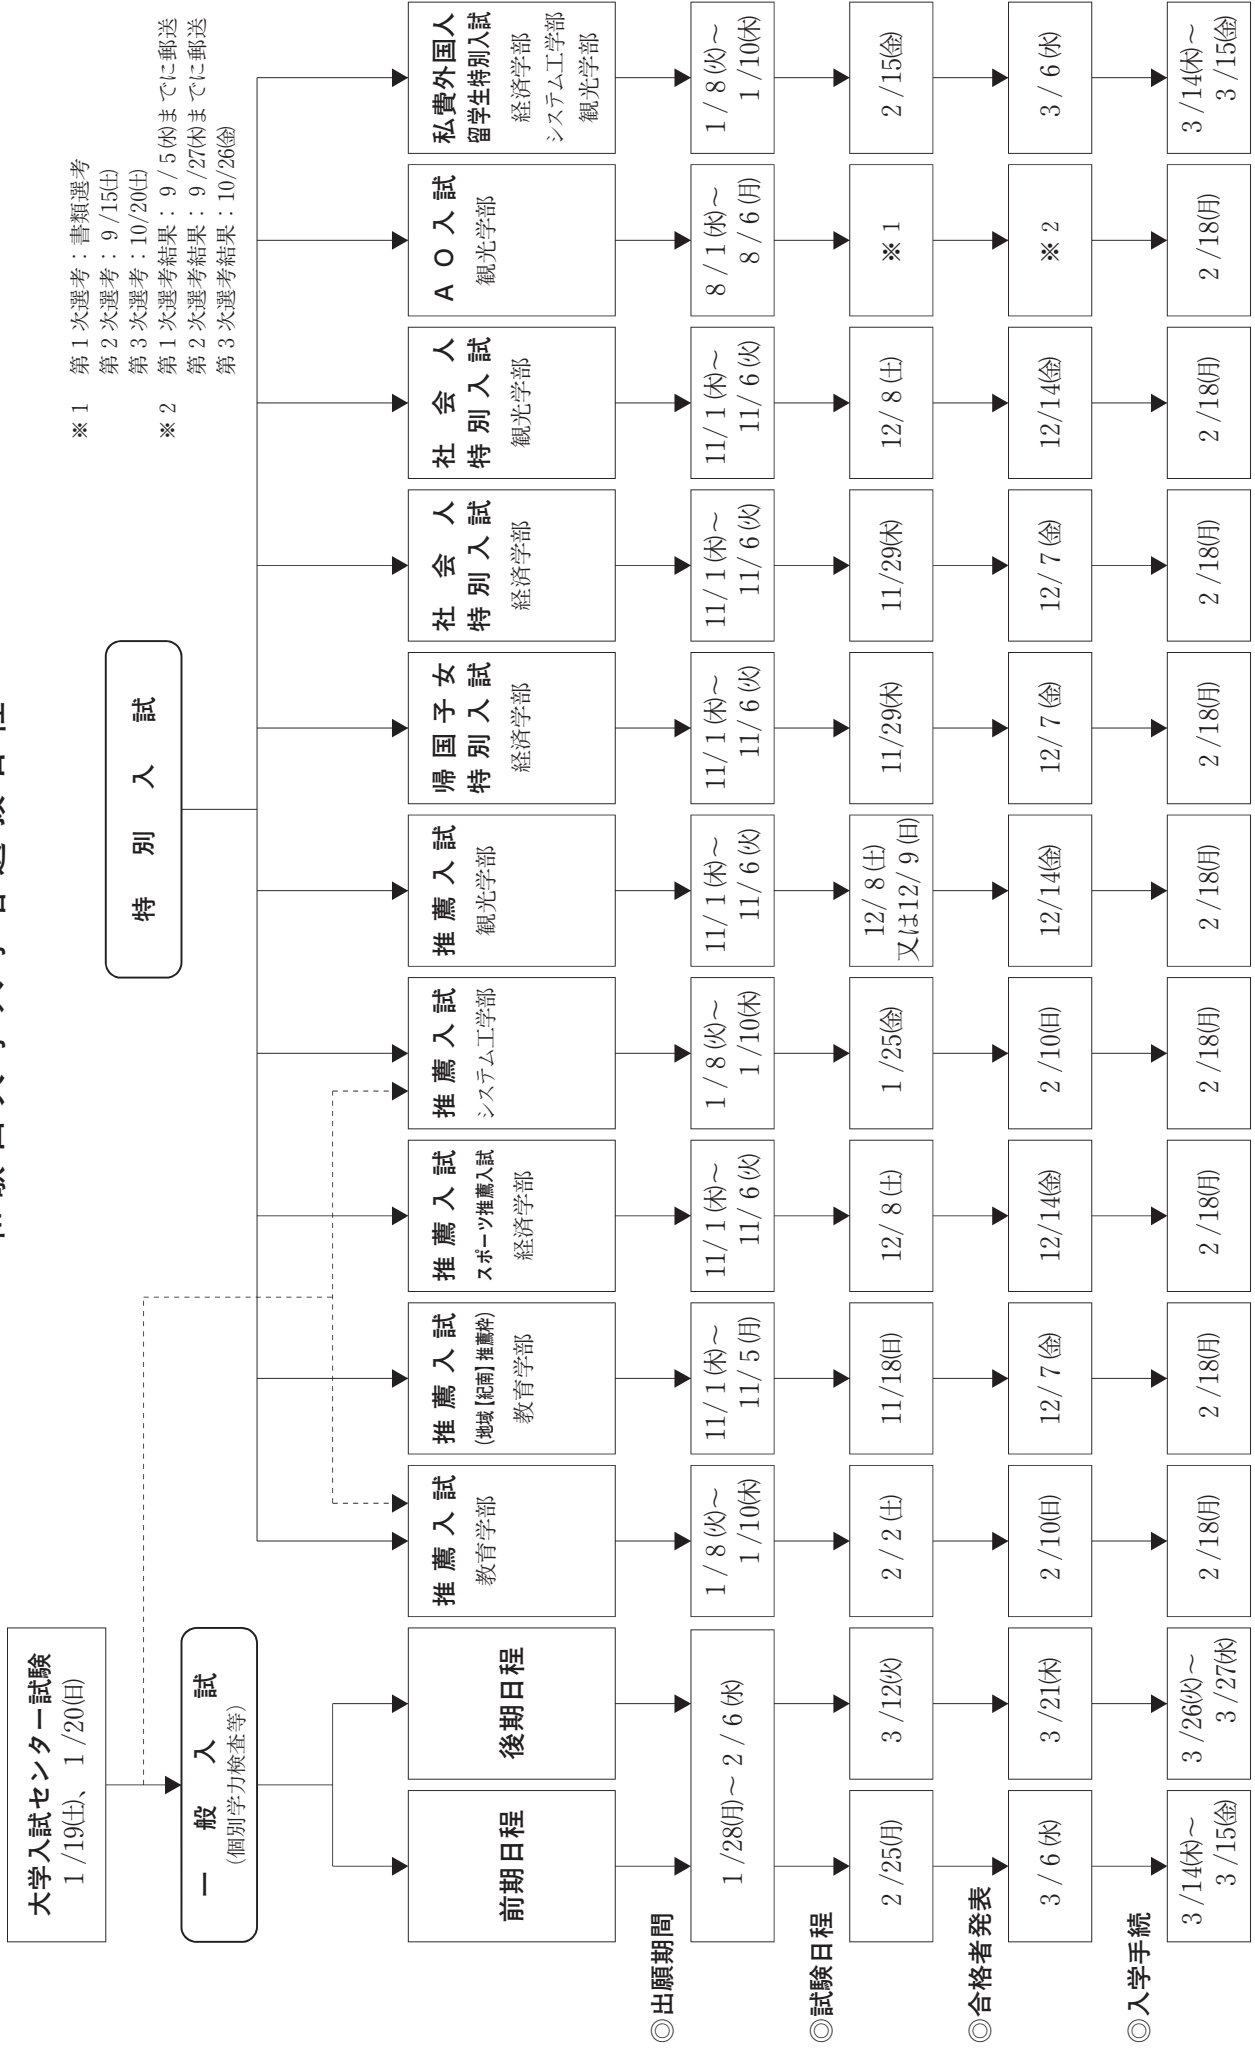 大学入試センター試験
1/19(土)、 1/20(日)
一般入試
(個別学力検査等)
特別入試
※1 第1次選考：書類選考
第2次選考：9/15(土)
第3次選考：10/20(土)
※2 第1次選考結果：9/5(水)までに郵送
第2次選考結果：9/27(木)までに郵送
第3次選考結果：10/26(金)
前期日程
後期日程
推薦入試
教育学部
推薦入試
(地域【紀南】推薦枠)
教育学部
推薦入試
スポーツ推薦入試
経済学部
推薦入試
システム工学部
推薦入試
観光学部
帰国子女
特別入試
経済学部
社会人
特別入試
経済学部
社会人
特別入試
観光学部
AO入試
観光学部
私費外国人
留学生特別入試
経済学部
システム工学部
観光学部
◎出願期間
1/28(月)～2/6(水)
1/8(火)～
1/10(木)
11/1(木)～
11/5(月)
11/1(木)～
11/6(火)
1/8(火)～
1/10(木)
11/1(木)～
11/6(火)
11/1(木)～
11/6(火)
11/1(木)～
11/6(火)
11/1(木)～
11/6(火)
8/1(水)～
8/6(月)
1/8(火)～
1/10(木)
◎試験日程
2/25(月)
3/12(火)
2/2(土)
11/18(日)
12/8(土)
1/25(金)
12/8(土)
又は12/9(日)
11/29(木)
11/29(木)
12/8(土)
※1
2/15(金)
◎合格者発表
3/6(水)
3/21(木)
2/10(日)
12/7(金)
12/14(金)
2/10(日)
12/14(金)
12/7(金)
12/7(金)
12/14(金)
※2
3/6(水)
◎入学手続
3/14(木)～
3/15(金)
3/26(火)～
3/27(水)
2/18(月)
2/18(月)
2/18(月)
2/18(月)
2/18(月)
2/18(月)
2/18(月)
2/18(月)
2/18(月)
3/14(木)～
3/15(金)